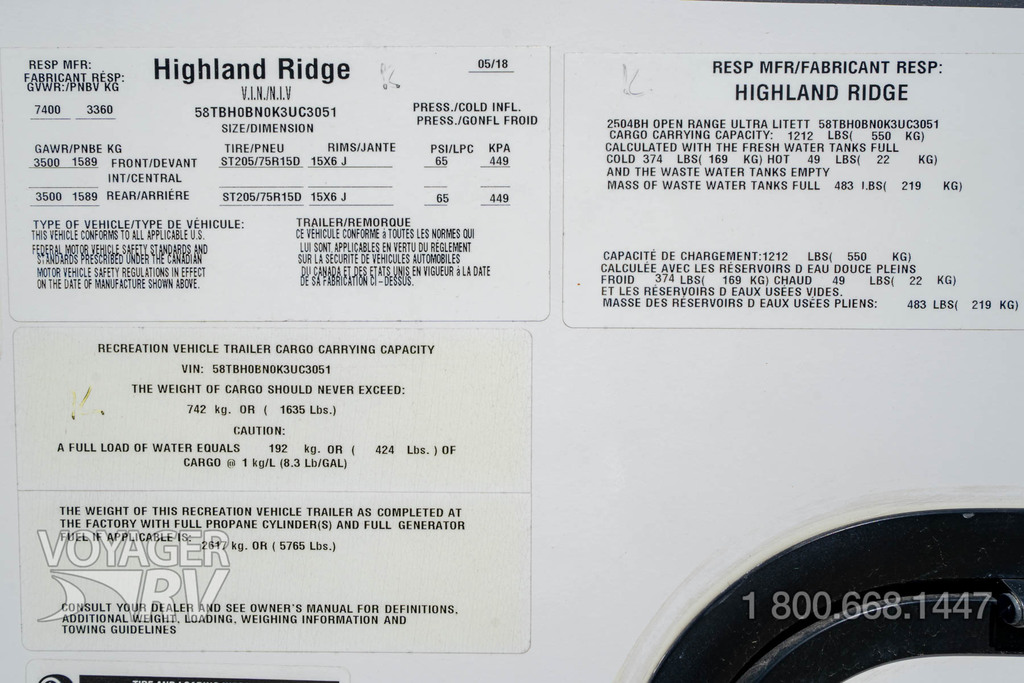 RESP MFR:
FABRICANT RESP:
GVWR:/PNBV KG
Highland Ridge
05/18
7400 3360
V.I.N./N.I.V
58TBH0BN0K3UC3051
SIZE/DIMENSION
PRESS./COLD INFL.
PRESS./GONFL FROID
GAWR/PNBE KG TIRE/PNEU RIMS/JANTE PSI/LPC KPA
3500 1589 FRONT/DEVANT ST205/75R15D 15X6 J 65 449
INT/CENTRAL
3500 1589 REAR/ARRIÈRE ST205/75R15D 15X6 J 65 449
TYPE OF VEHICLE/TYPE DE VÉHICULE:
THIS VEHICLE CONFORMS TO ALL APPLICABLE U.S.
FEDERAL MOTOR VEHICLE SAFETY STANDARDS AND
STANDARDS PRESCRIBED UNDER THE CANADIAN
MOTOR VEHICLE SAFETY REGULATIONS IN EFFECT
ON THE DATE OF MANUFACTURE SHOWN ABOVE.
TRAILER/REMORQUE
CE VEHICULE CONFORME à TOUTES LES NORMES QUI
LUI SONT APPLICABLES EN VERTU DU REGLEMENT
SUR LA SECURITE DE VEHICULES AUTOMOBILES
DU CANADA ET DES ETATS UNIS EN VIGUEUR à LA DATE
DE SA FABRICATION CI-DESSUS.
RESP MFR/FABRICANT RESP:
HIGHLAND RIDGE
2504BH OPEN RANGE ULTRA LITETT 58TBH0BN0K3UC3051
CARGO CARRYING CAPACITY: 1212 LBS( 550 KG)
CALCULATED WITH THE FRESH WATER TANKS FULL
COLD 374 LBS( 169 KG) HOT 49 LBS( 22 KG)
AND THE WASTE WATER TANKS EMPTY
MASS OF WASTE WATER TANKS FULL 483 LBS( 219 KG)
CAPACITÉ DE CHARGEMENT:1212 LBS( 550 KG)
CALCULÉE AVEC LES RÉSERVOIRS D EAU DOUCE PLEINS
FROID 374 LBS( 169 KG) CHAUD 49 LBS( 22 KG)
ET LES RÉSERVOIRS D EAUX USÉES VIDES.
MASSE DES RÉSERVOIRS D EAUX USÉES PLIENS: 483 LBS( 219 KG)
RECREATION VEHICLE TRAILER CARGO CARRYING CAPACITY
VIN: 58TBH0BN0K3UC3051
THE WEIGHT OF CARGO SHOULD NEVER EXCEED:
742 kg. OR ( 1635 Lbs.)
CAUTION:
A FULL LOAD OF WATER EQUALS 192 kg. OR ( 424 Lbs. ) OF
CARGO @ 1 kg/L (8.3 Lb/GAL)
THE WEIGHT OF THIS RECREATION VEHICLE TRAILER AS COMPLETED AT
THE FACTORY WITH FULL PROPANE CYLINDER(S) AND FULL GENERATOR
FUEL IF APPLICABLE IS: 2617 kg. OR ( 5765 Lbs.)
CONSULT YOUR DEALER AND SEE OWNER'S MANUAL FOR DEFINITIONS,
ADDITIONAL WEIGHT, LOADING, WEIGHING INFORMATION AND
TOWING GUIDELINES
VOYAGER
RV
1 800.668.1447